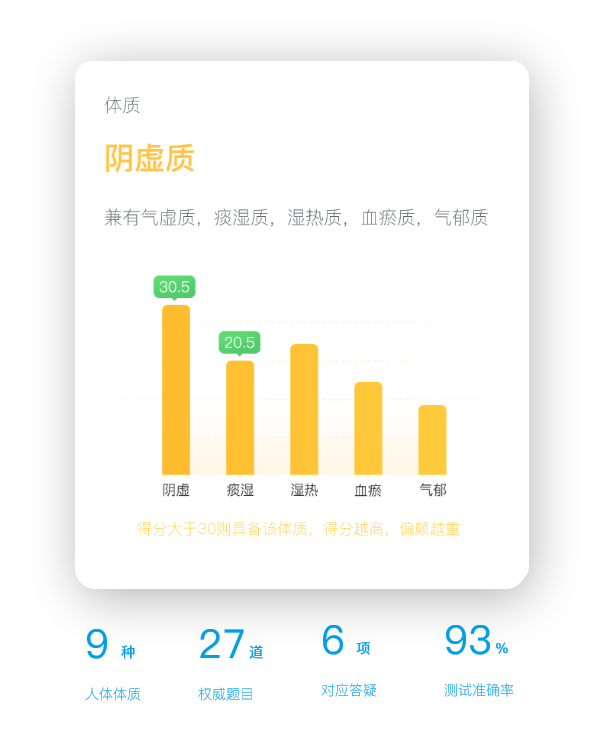 体质
阴虚质
兼有气虚质，痰湿质，湿热质，血瘀质，气郁质
30.5
20.5
阴虚 痰湿 湿热 血瘀 气郁
得分大于30则具备该体质，得分越高，偏颇越重
9 种 27 道 6 项 93 %
人体体质 权威题目 对应答疑 测试准确率